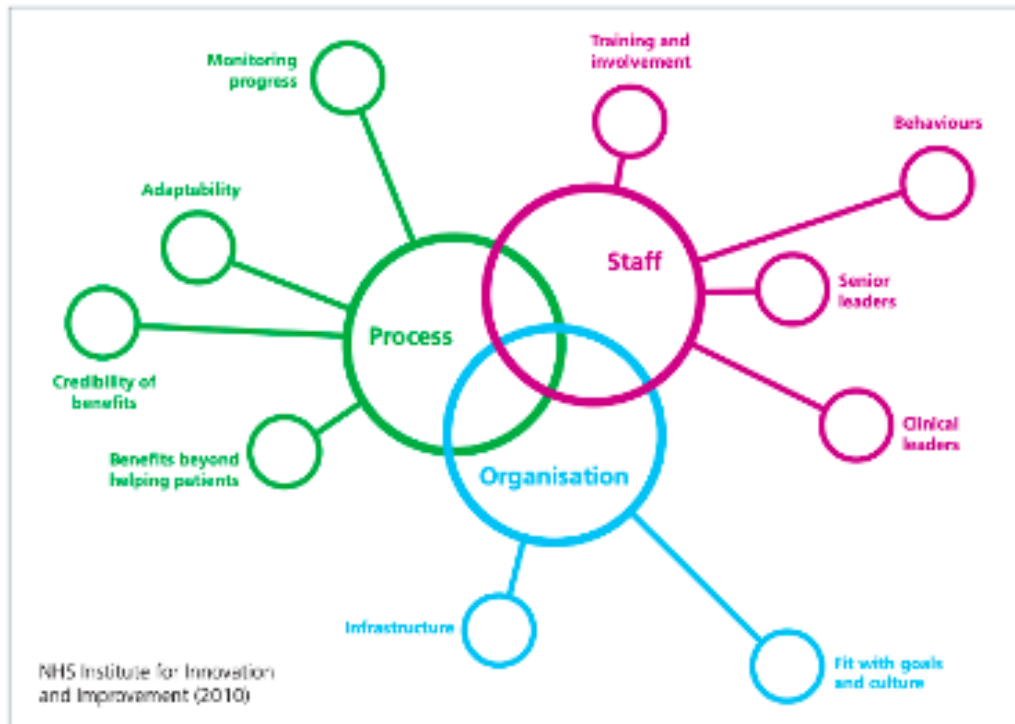 Monitoring
progress
Training and
involvement
Behaviours
Adaptability
Staff
Senior
leaders
Process
Credibility of
benefits
Clinical
leaders
Benefits beyond
helping patients
Organisation
Infrastructure
Fit with goals
and culture
NHS Institute for Innovation
and Improvement (2010)